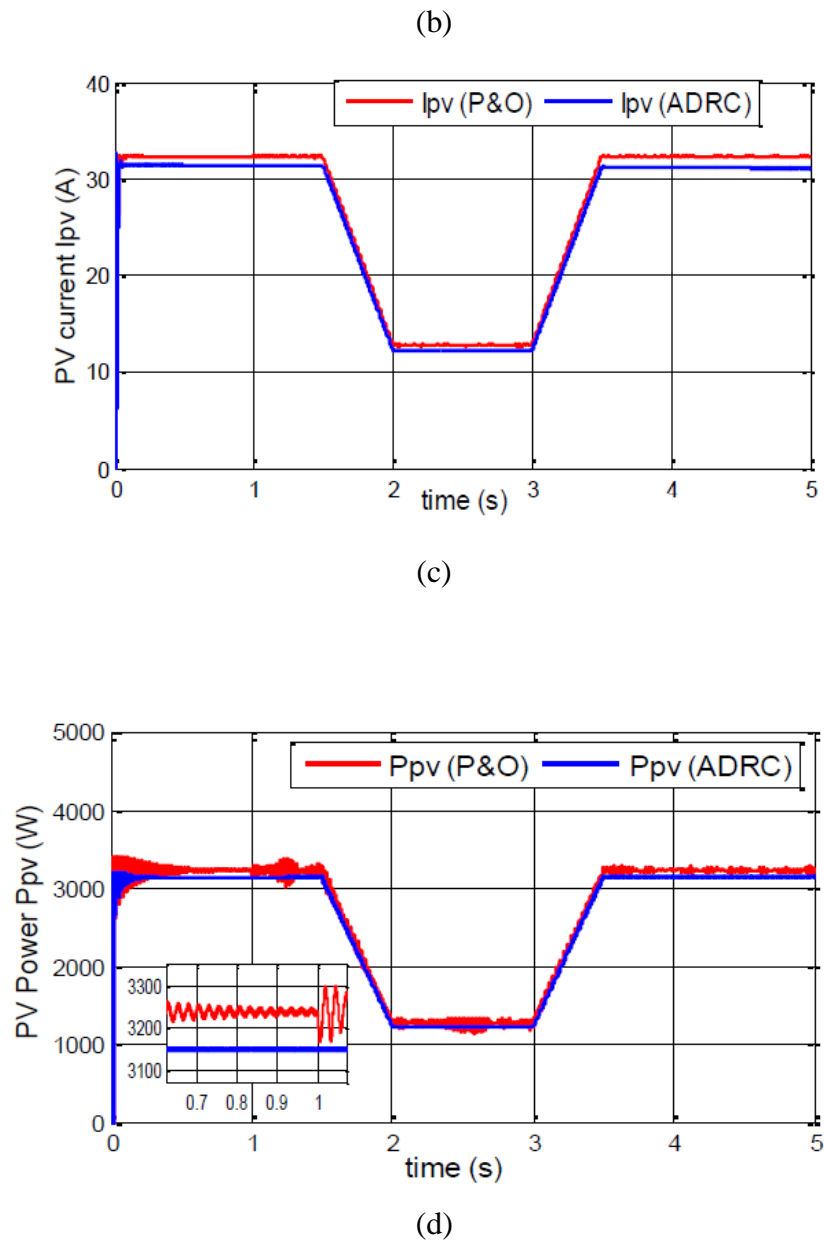 (b)
40
30
20
10
0
PV current Ipv (A)
Ipv (P&O) Ipv (ADRC)
0 1 2 3 4 5
time (s)
(c)
5000
4000
3000
2000
1000
0
PV Power Ppv (W)
Ppv (P&O) Ppv (ADRC)
3300
3200
3100
0.7 0.8 0.9 1
0 1 2 3 4 5
time (s)
(d)